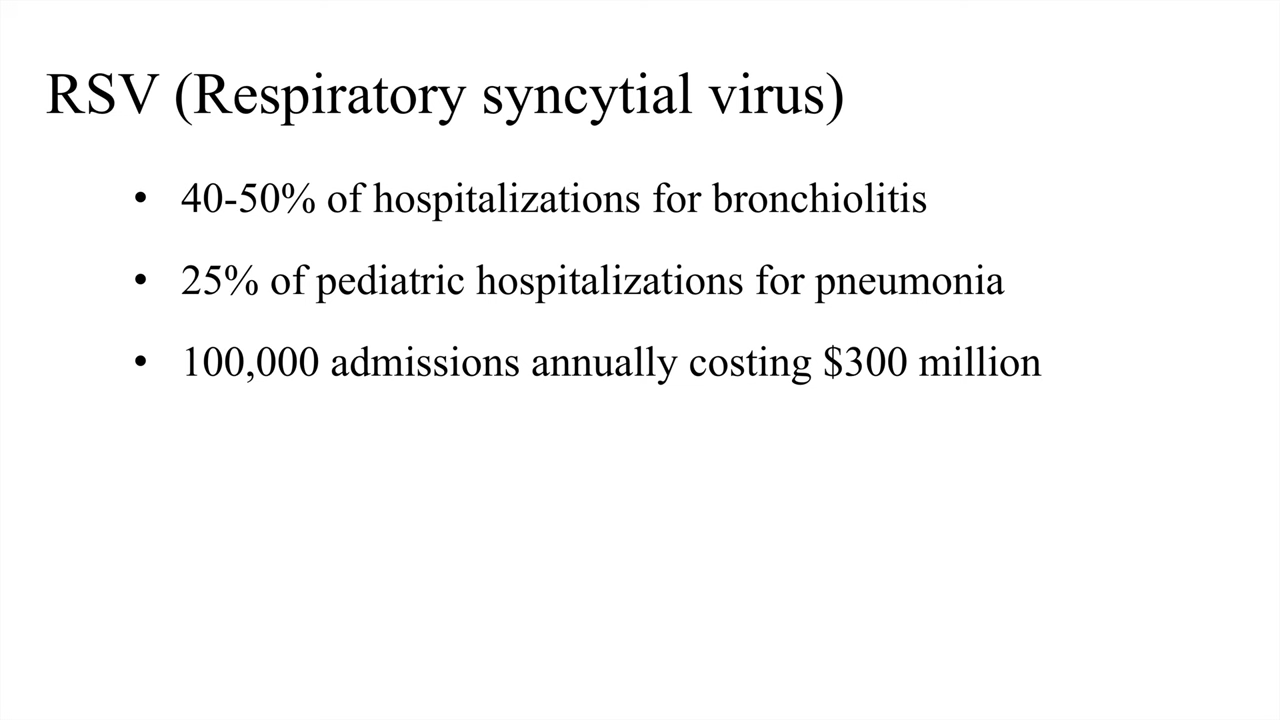 RSV (Respiratory syncytial virus)
• 40-50% of hospitalizations for bronchiolitis
• 25% of pediatric hospitalizations for pneumonia
• 100,000 admissions annually costing $300 million